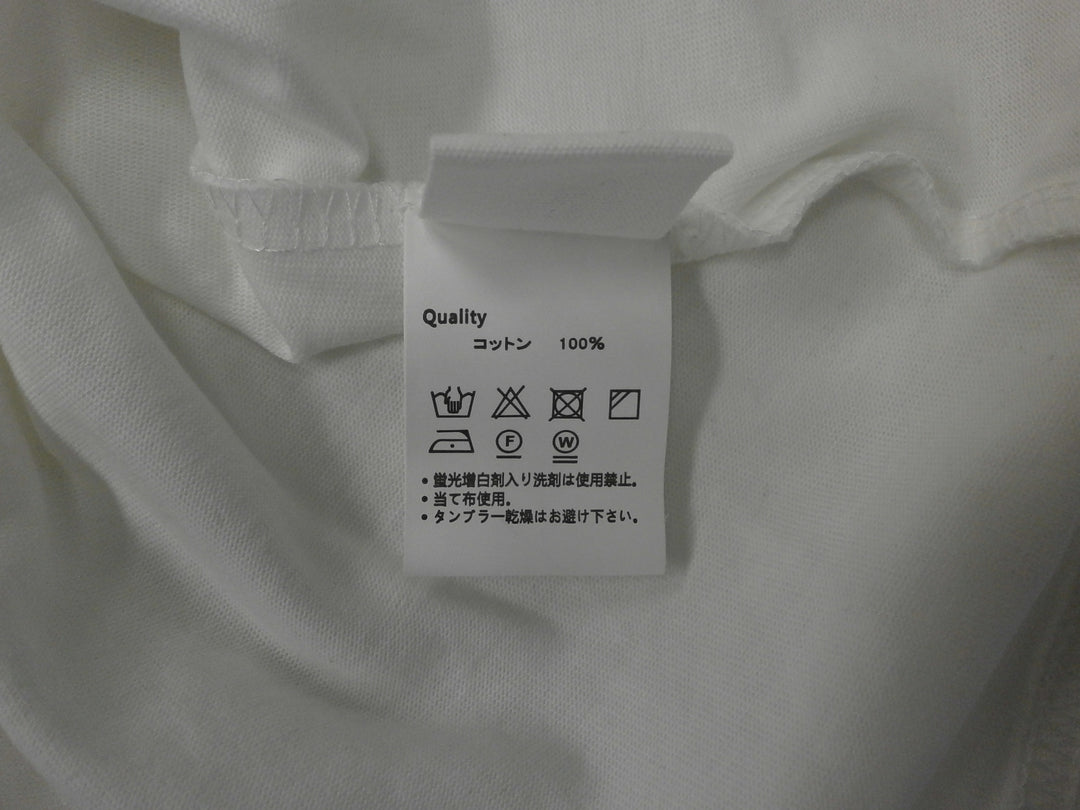 Quality
コットン 100%
F W
• 蛍光増白剤入り洗剤は使用禁止。
• 当て布使用。
• タンブラー乾燥はお避け下さい。